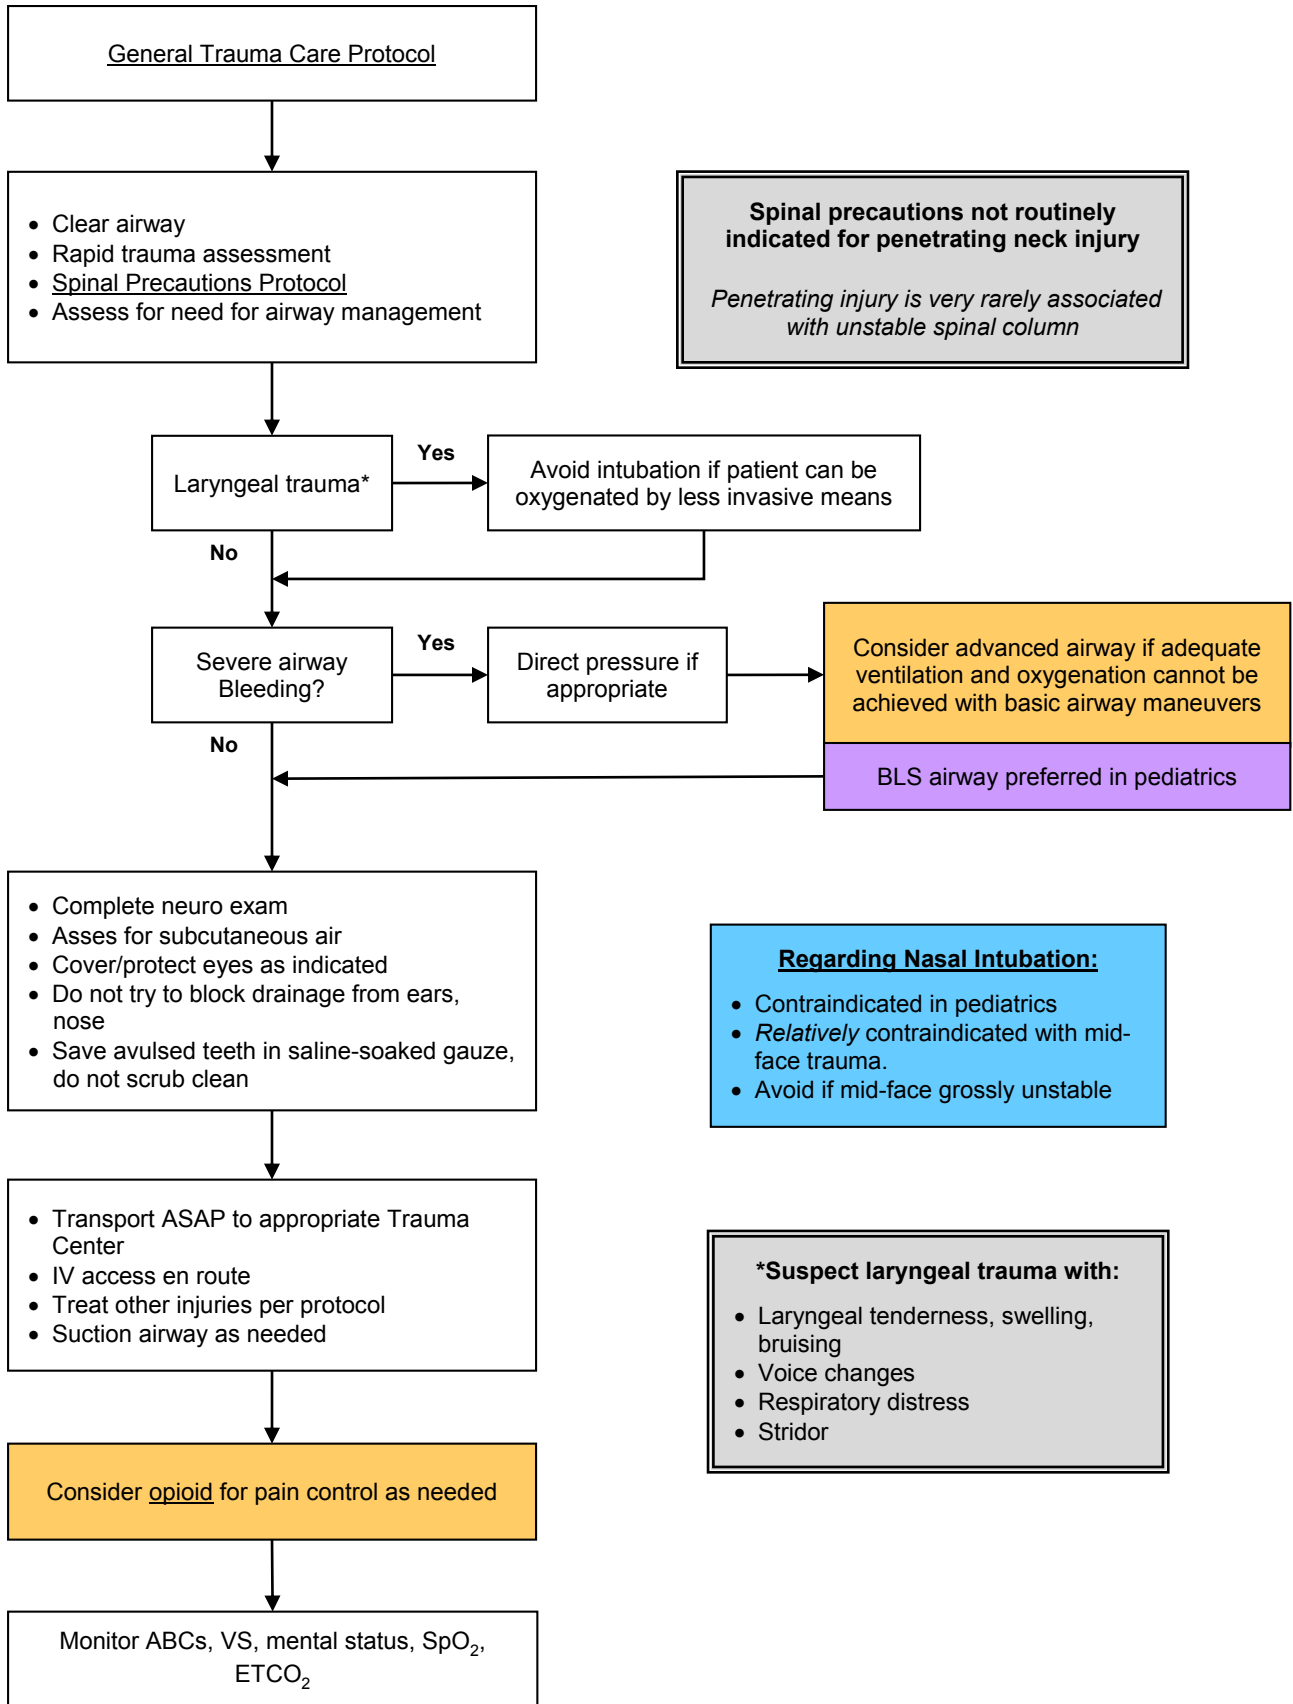 General Trauma Care Protocol
• Clear airway
• Rapid trauma assessment
• Spinal Precautions Protocol
• Assess for need for airway management
Spinal precautions not routinely
indicated for penetrating neck injury
Penetrating injury is very rarely associated
with unstable spinal column
Laryngeal trauma*
Yes
Avoid intubation if patient can be
oxygenated by less invasive means
No
Severe airway
Bleeding?
Yes
Direct pressure if
appropriate
Consider advanced airway if adequate
ventilation and oxygenation cannot be
achieved with basic airway maneuvers
BLS airway preferred in pediatrics
No
• Complete neuro exam
• Asses for subcutaneous air
• Cover/protect eyes as indicated
• Do not try to block drainage from ears,
nose
• Save avulsed teeth in saline-soaked gauze,
do not scrub clean
Regarding Nasal Intubation:
• Contraindicated in pediatrics
• Relatively contraindicated with mid-
face trauma.
• Avoid if mid-face grossly unstable
• Transport ASAP to appropriate Trauma
Center
• IV access en route
• Treat other injuries per protocol
• Suction airway as needed
*Suspect laryngeal trauma with:
• Laryngeal tenderness, swelling,
bruising
• Voice changes
• Respiratory distress
• Stridor
Consider opioid for pain control as needed
Monitor ABCs, VS, mental status, SpO₂,
ETCO₂